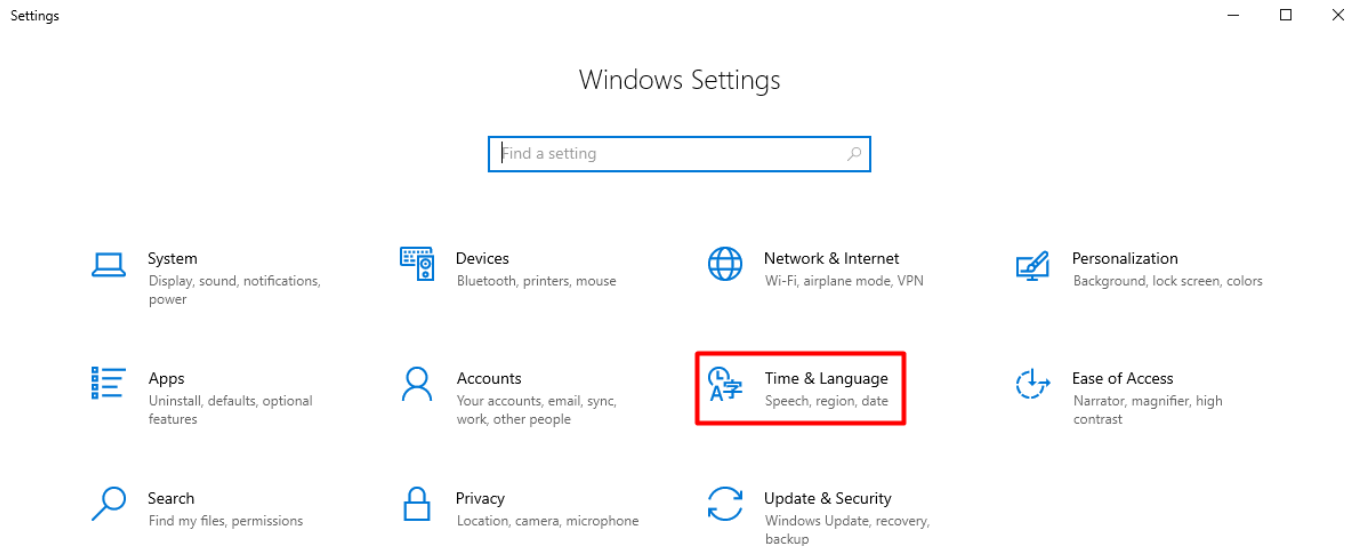 Settings
Windows Settings
Find a setting
System
Display, sound, notifications,
power
Devices
Bluetooth, printers, mouse
Network & Internet
Wi-Fi, airplane mode, VPN
Personalization
Background, lock screen, colors
Apps
Uninstall, defaults, optional
features
Accounts
Your accounts, email, sync,
work, other people
Time & Language
Speech, region, date
Ease of Access
Narrator, magnifier, high
contrast
Search
Find my files, permissions
Privacy
Location, camera, microphone
Update & Security
Windows Update, recovery,
backup